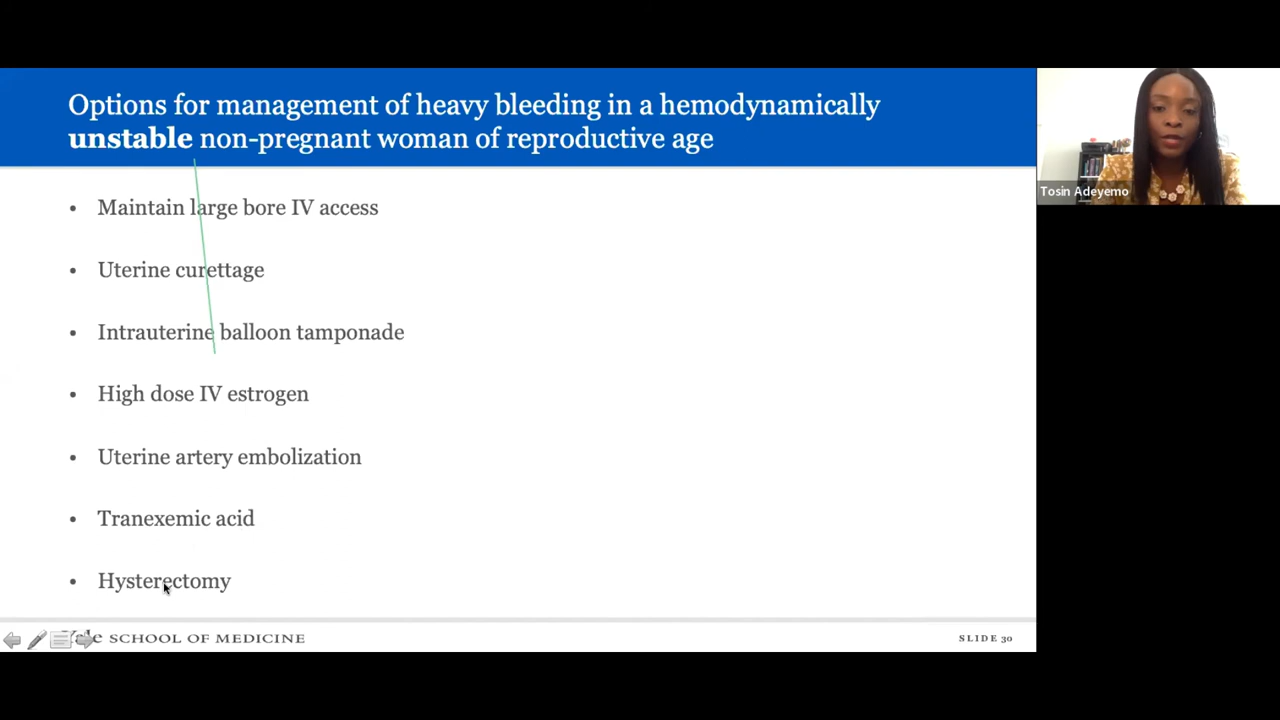 Options for management of heavy bleeding in a hemodynamically
unstable non-pregnant woman of reproductive age
• Maintain large bore IV access
• Uterine curettage
• Intrauterine balloon tamponade
• High dose IV estrogen
• Uterine artery embolization
• Tranexemic acid
• Hysterectomy
Yale SCHOOL OF MEDICINE
SLIDE 30
Tosin Adeyemo